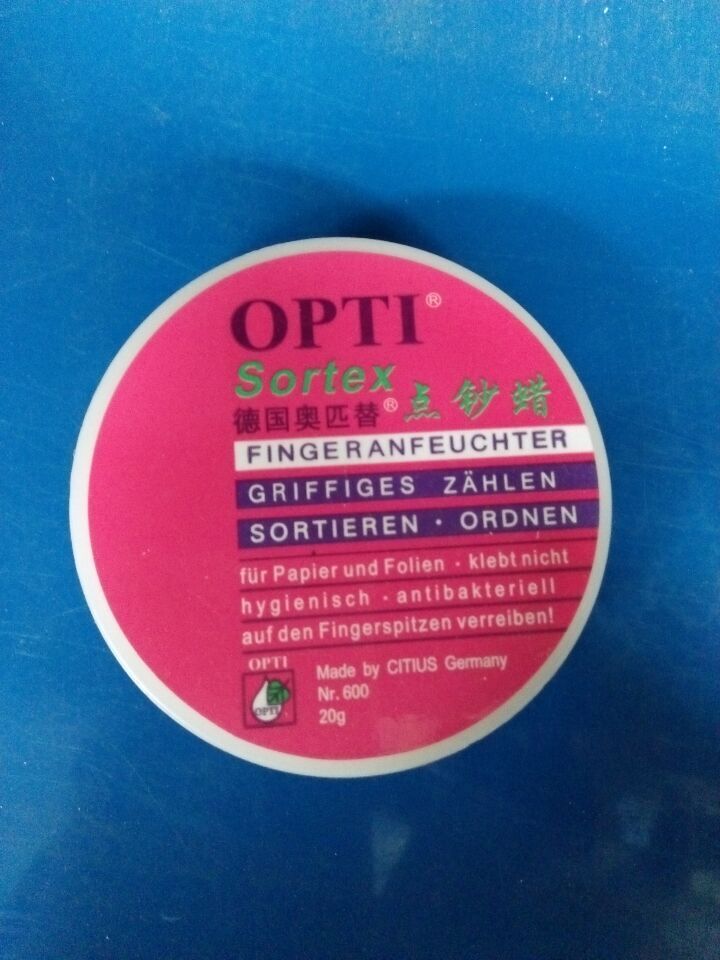 OPTI®
Sortex
德国奥匹替® 点钞蜡
FINGERANFEUCHTER
GRIFFIGES ZÄHLEN
SORTIEREN · ORDNEN
für Papier und Folien · klebt nicht
hygienisch · antibakteriell
auf den Fingerspitzen verreiben!
OPTI
OPTI
Made by CITIUS Germany
Nr. 600
20g